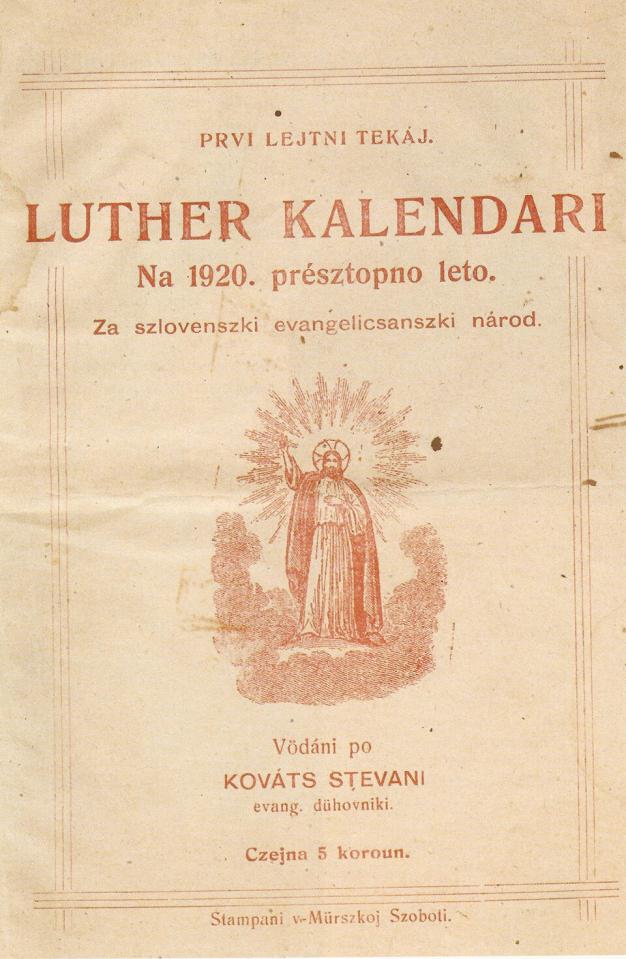 PRVI LEJTNI TEKÁJ.
LUTHER KALENDARI
Na 1920. présztopno leto.
Za szlovenszki evangelicsanszki národ.
Vödáni po
KOVÁTS STEVANI
evang. dühovniki.
Czejna 5 koroun.
Stampani v-Mürszkoj Szoboti.